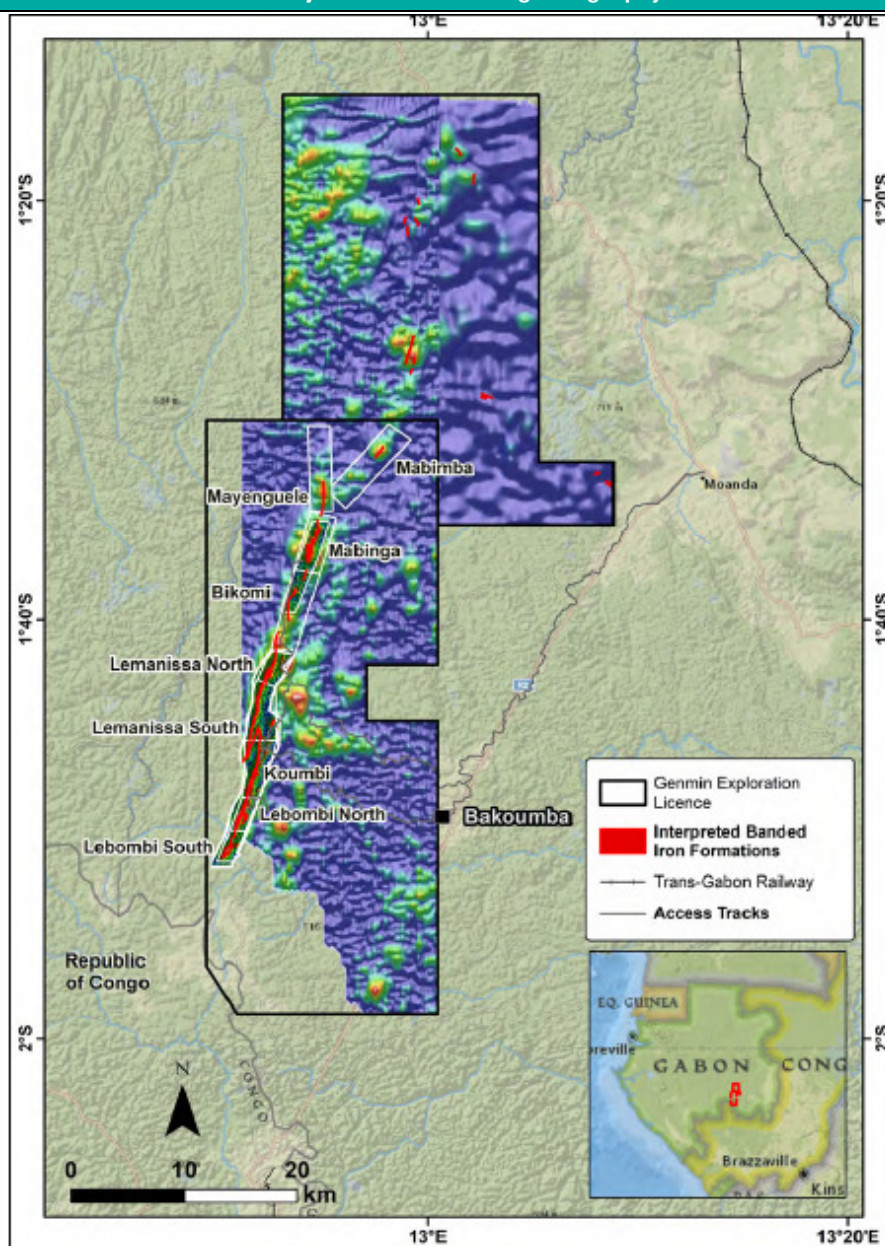 13°E
13°20'E
1°20'S
1°20'S
Moanda
Mabimba
Mayenguele
Mabinga
Bikomi
1°40'S
1°40'S
Lemanissa North
Lemanissa South
Koumbi
Lebombi North
Bakoumba
Lebombi South
Genmin Exploration
Licence
Interpreted Banded
Iron Formations
Trans-Gabon Railway
Access Tracks
Republic
of Congo
EQ. GUINEA
reville
GABON
CONG
Brazzaville
Kins
2°S
2°S
N
CONGO
0 10 20
km
13°E
13°20'E